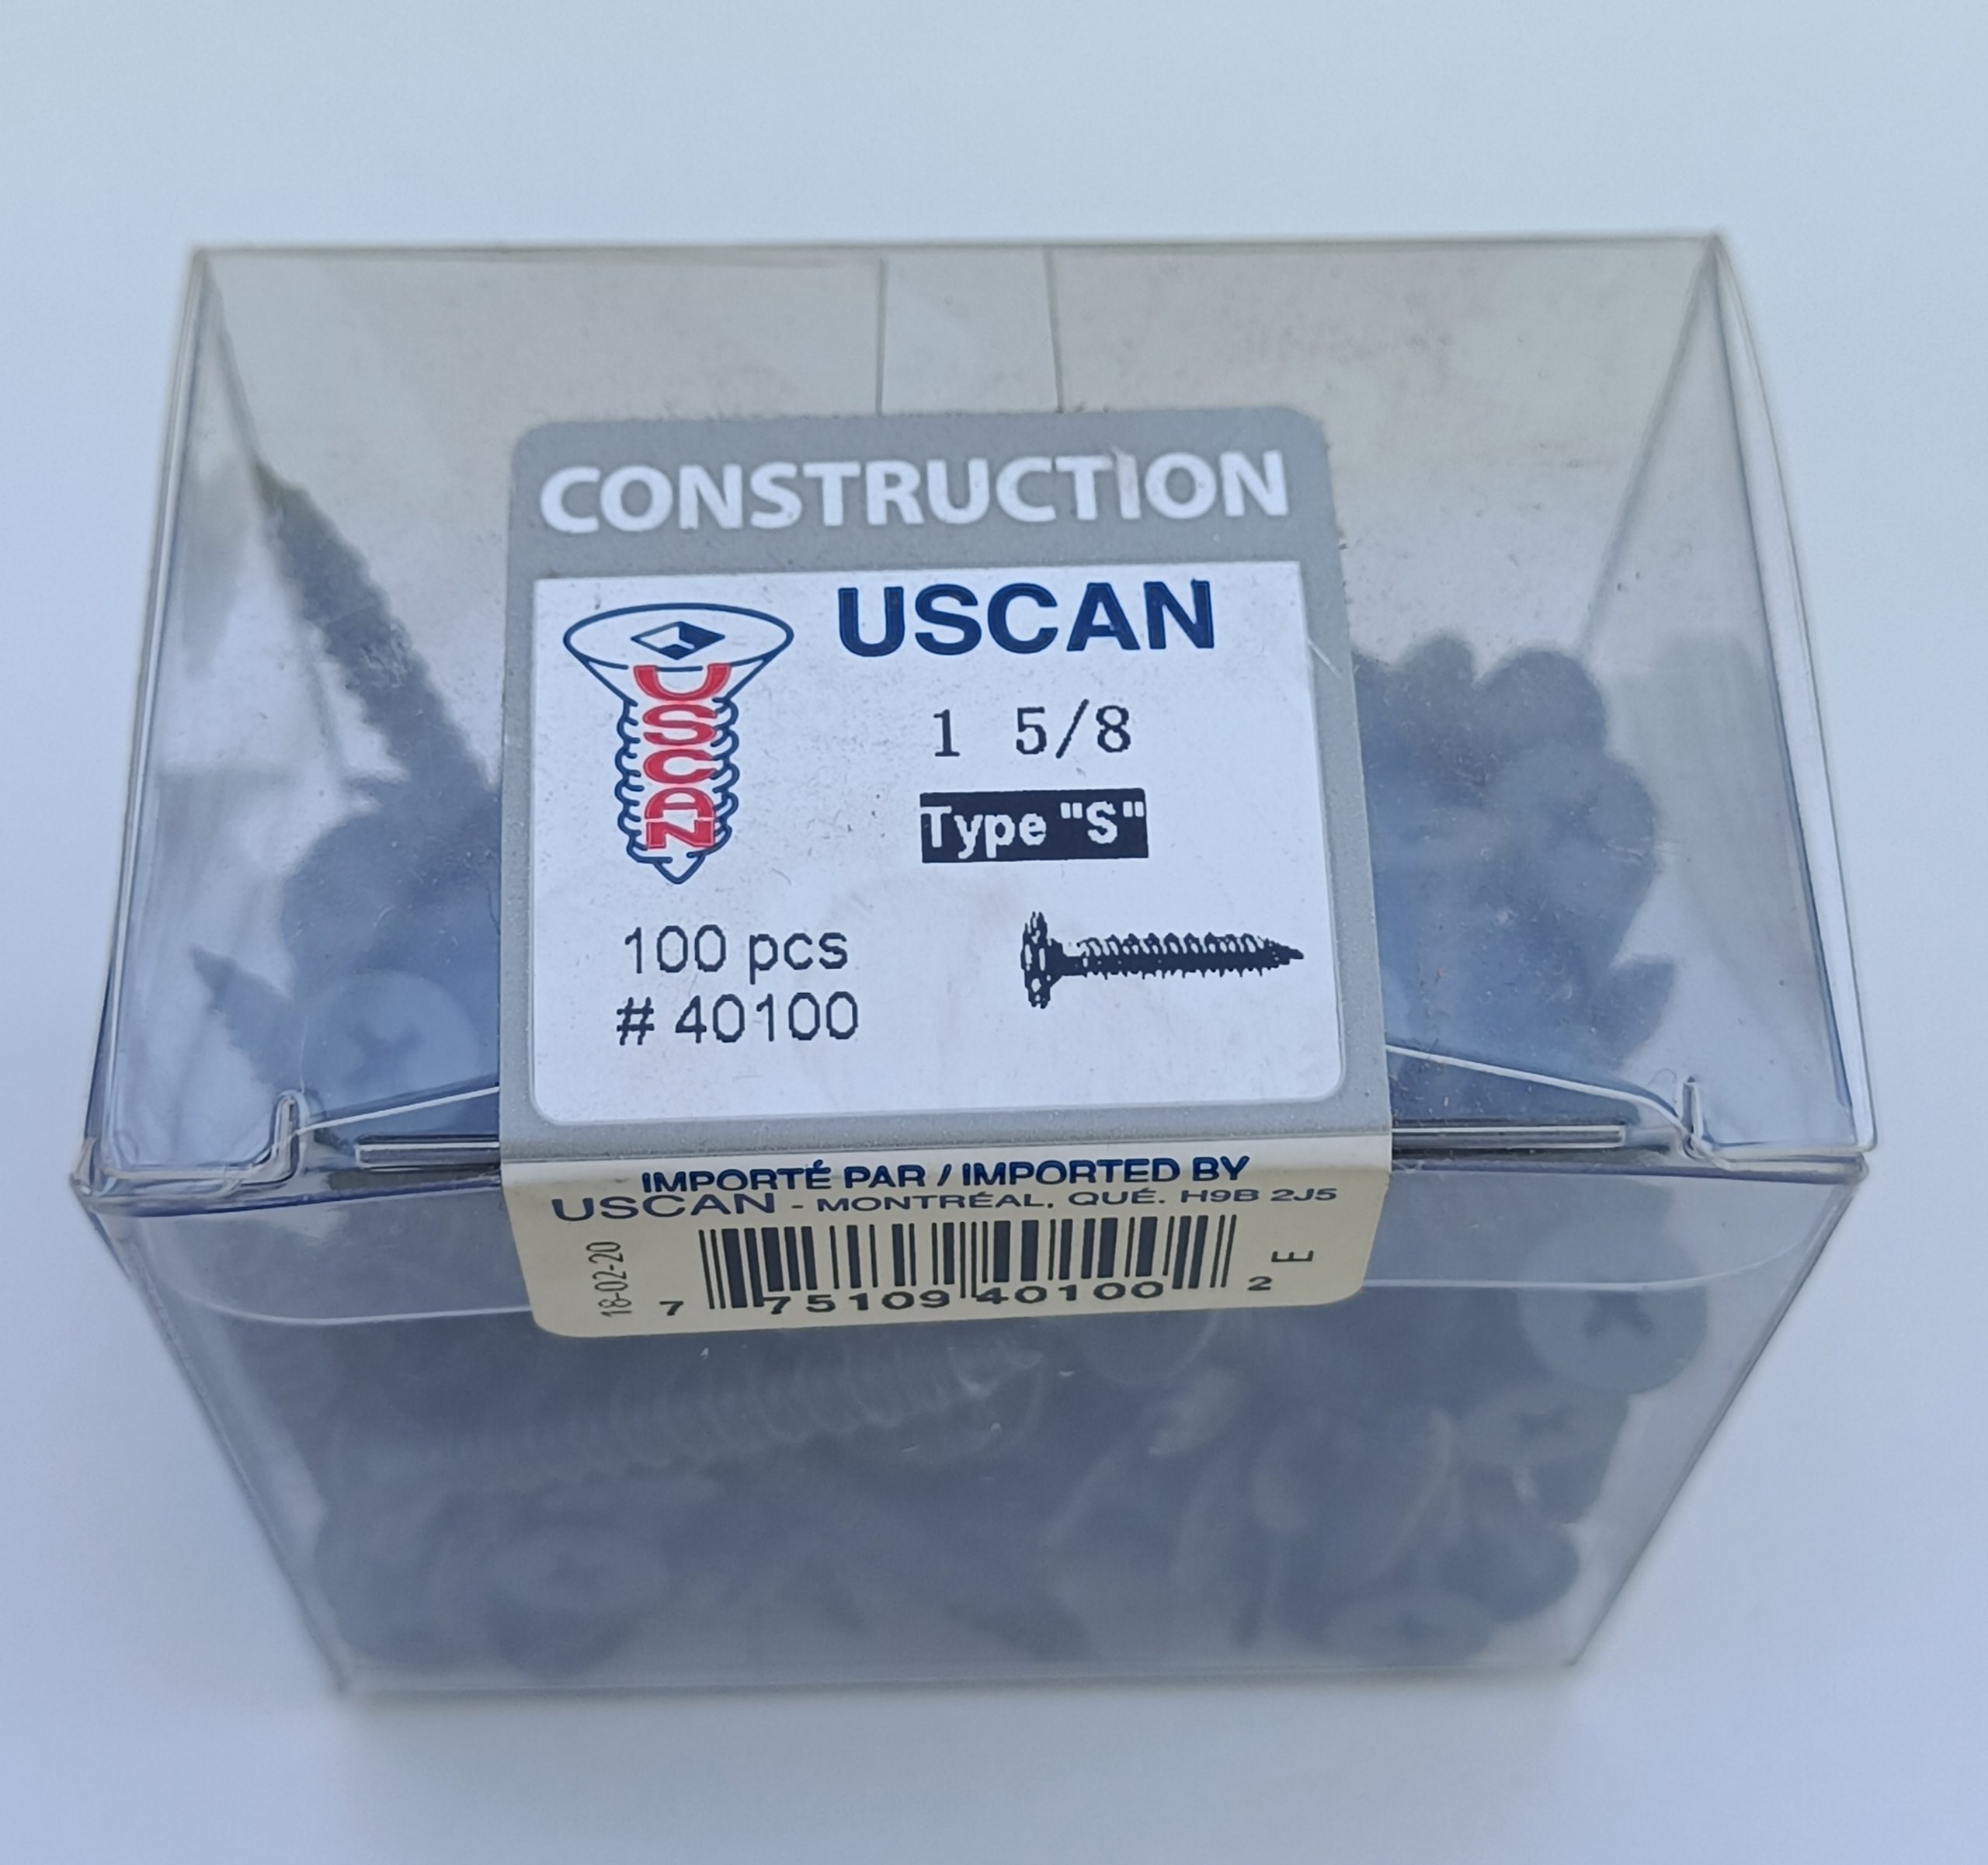 CONSTRUCTION
USCAN
USCAN
1 5/8
Type "S"
100 pcs
# 40100
IMPORTÉ PAR / IMPORTED BY
USCAN - MONTRÉAL, QUÉ. H9B 2J5
18-02-20
E
7 75109 40100 2